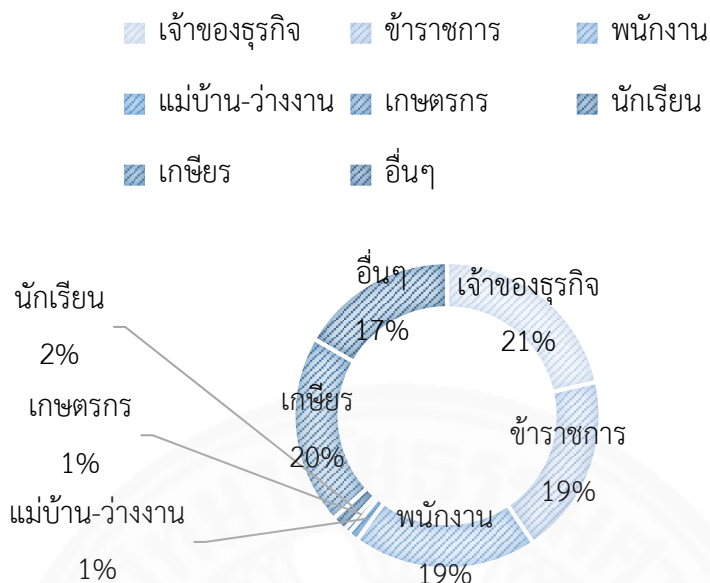 เจ้าของธุรกิจ ข้าราชการ พนักงาน
แม่บ้าน-ว่างงาน เกษตรกร นักเรียน
เกษียร อื่นๆ
อื่นๆ
17%
เจ้าของธุรกิจ
21%
นักเรียน
2%
เกษตรกร
1%
แม่บ้าน-ว่างงาน
1%
เกษียร
20%
ข้าราชการ
19%
พนักงาน
19%